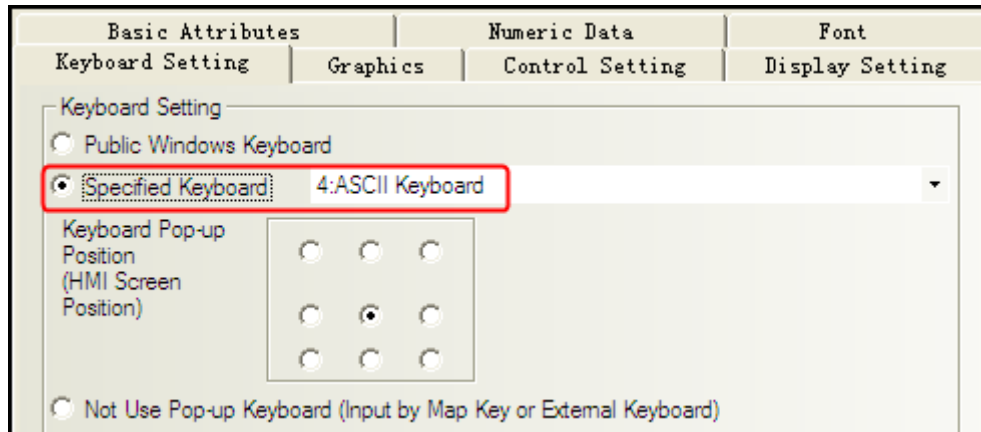 Basic Attributes Numeric Data Font
Keyboard Setting Graphics Control Setting Display Setting
Keyboard Setting
Public Windows Keyboard
Specified Keyboard 4:ASCII Keyboard
Keyboard Pop-up
Position
(HMI Screen
Position)
Not Use Pop-up Keyboard (Input by Map Key or External Keyboard)